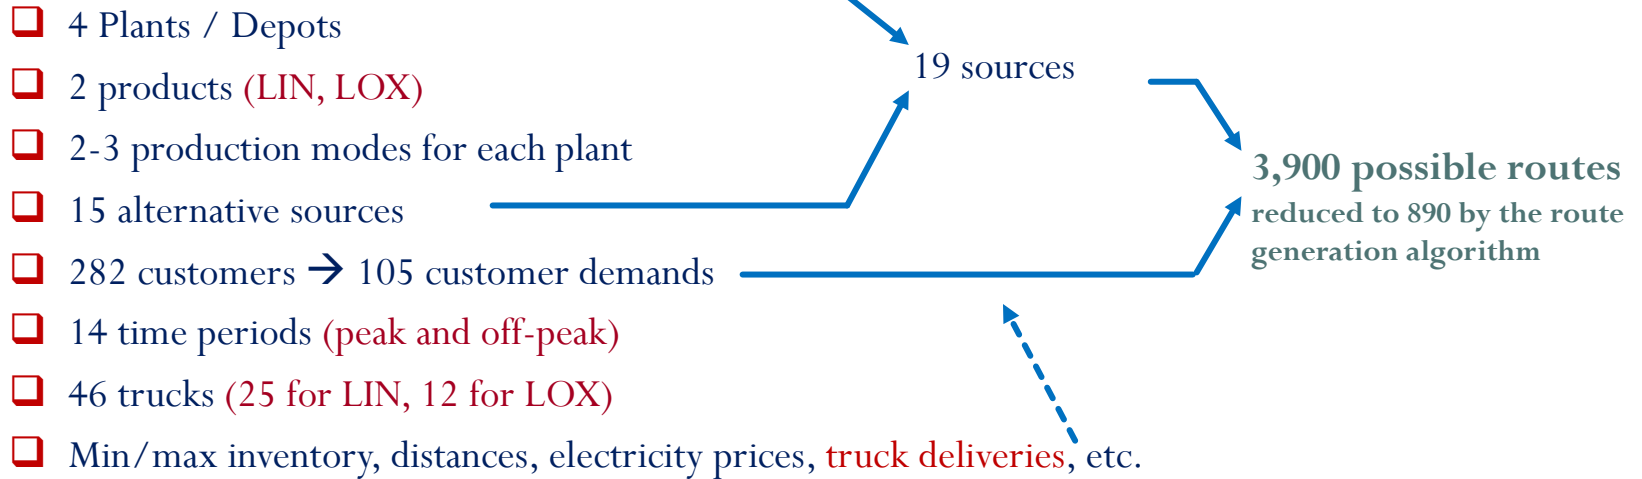 4 Plants / Depots
2 products (LIN, LOX)
2-3 production modes for each plant
15 alternative sources
282 customers → 105 customer demands
14 time periods (peak and off-peak)
46 trucks (25 for LIN, 12 for LOX)
Min/max inventory, distances, electricity prices, truck deliveries, etc.
19 sources
3,900 possible routes
reduced to 890 by the route
generation algorithm